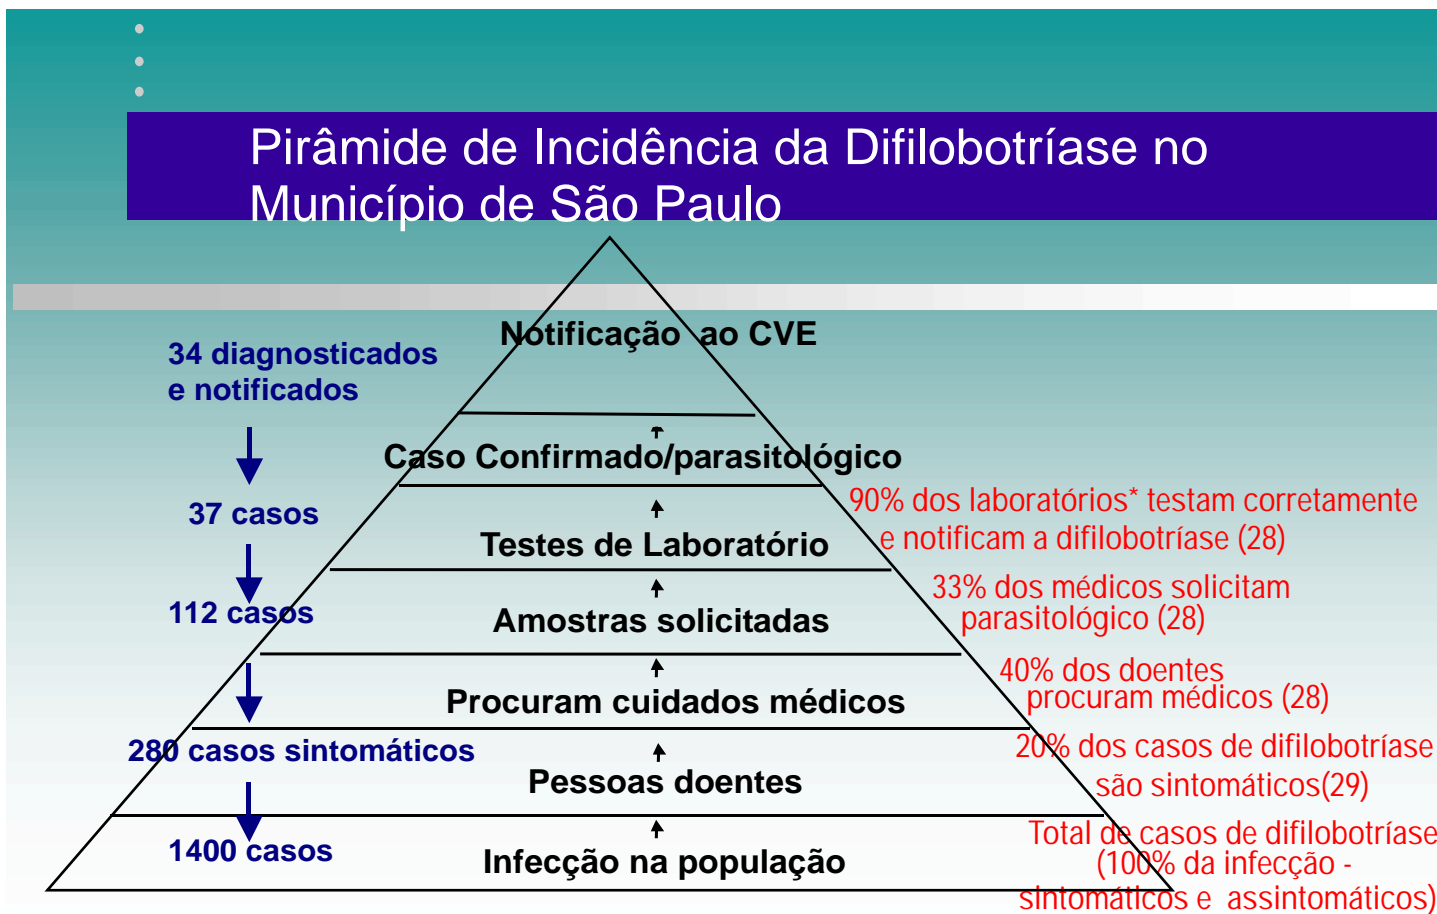 Pirâmide de Incidência da Difilobotríase no
Município de São Paulo
Notificação ao CVE
34 diagnosticados
e notificados
Caso Confirmado/parasitológico
37 casos
90% dos laboratórios* testam corretamente
e notificam a difilobotríase (28)
Testes de Laboratório
33% dos médicos solicitam
parasitológico (28)
112 casos
Amostras solicitadas
40% dos doentes
procuram médicos (28)
Procuram cuidados médicos
280 casos sintomáticos
20% dos casos de difilobotríase
são sintomáticos(29)
Pessoas doentes
1400 casos
Infecção na população
Total de casos de difilobotríase
(100% da infecção -
sintomáticos e assintomáticos)